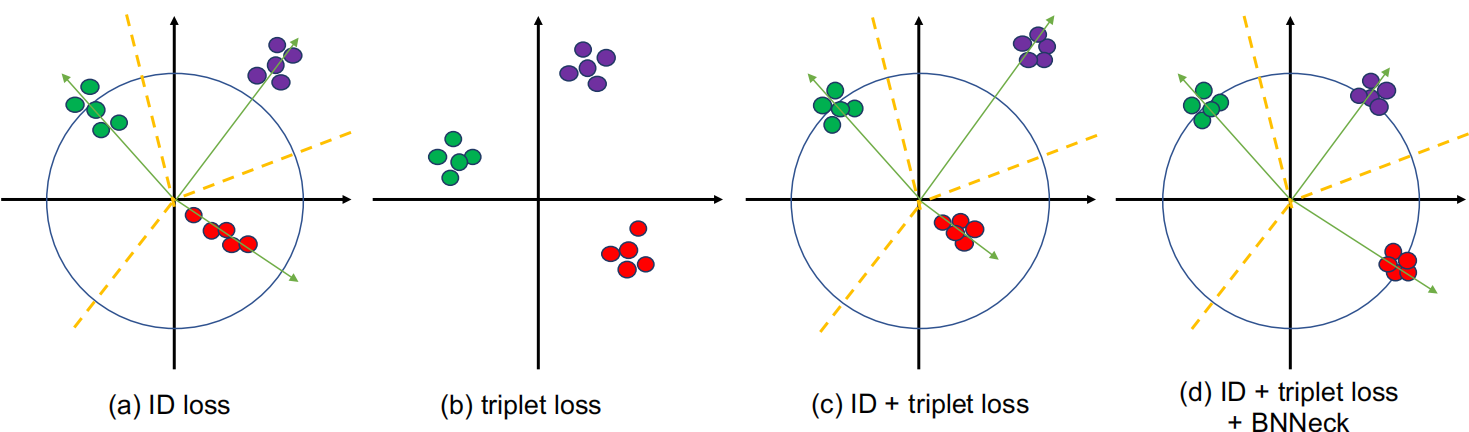 (a) ID loss
(b) triplet loss
(c) ID + triplet loss
(d) ID + triplet loss
+ BNNeck